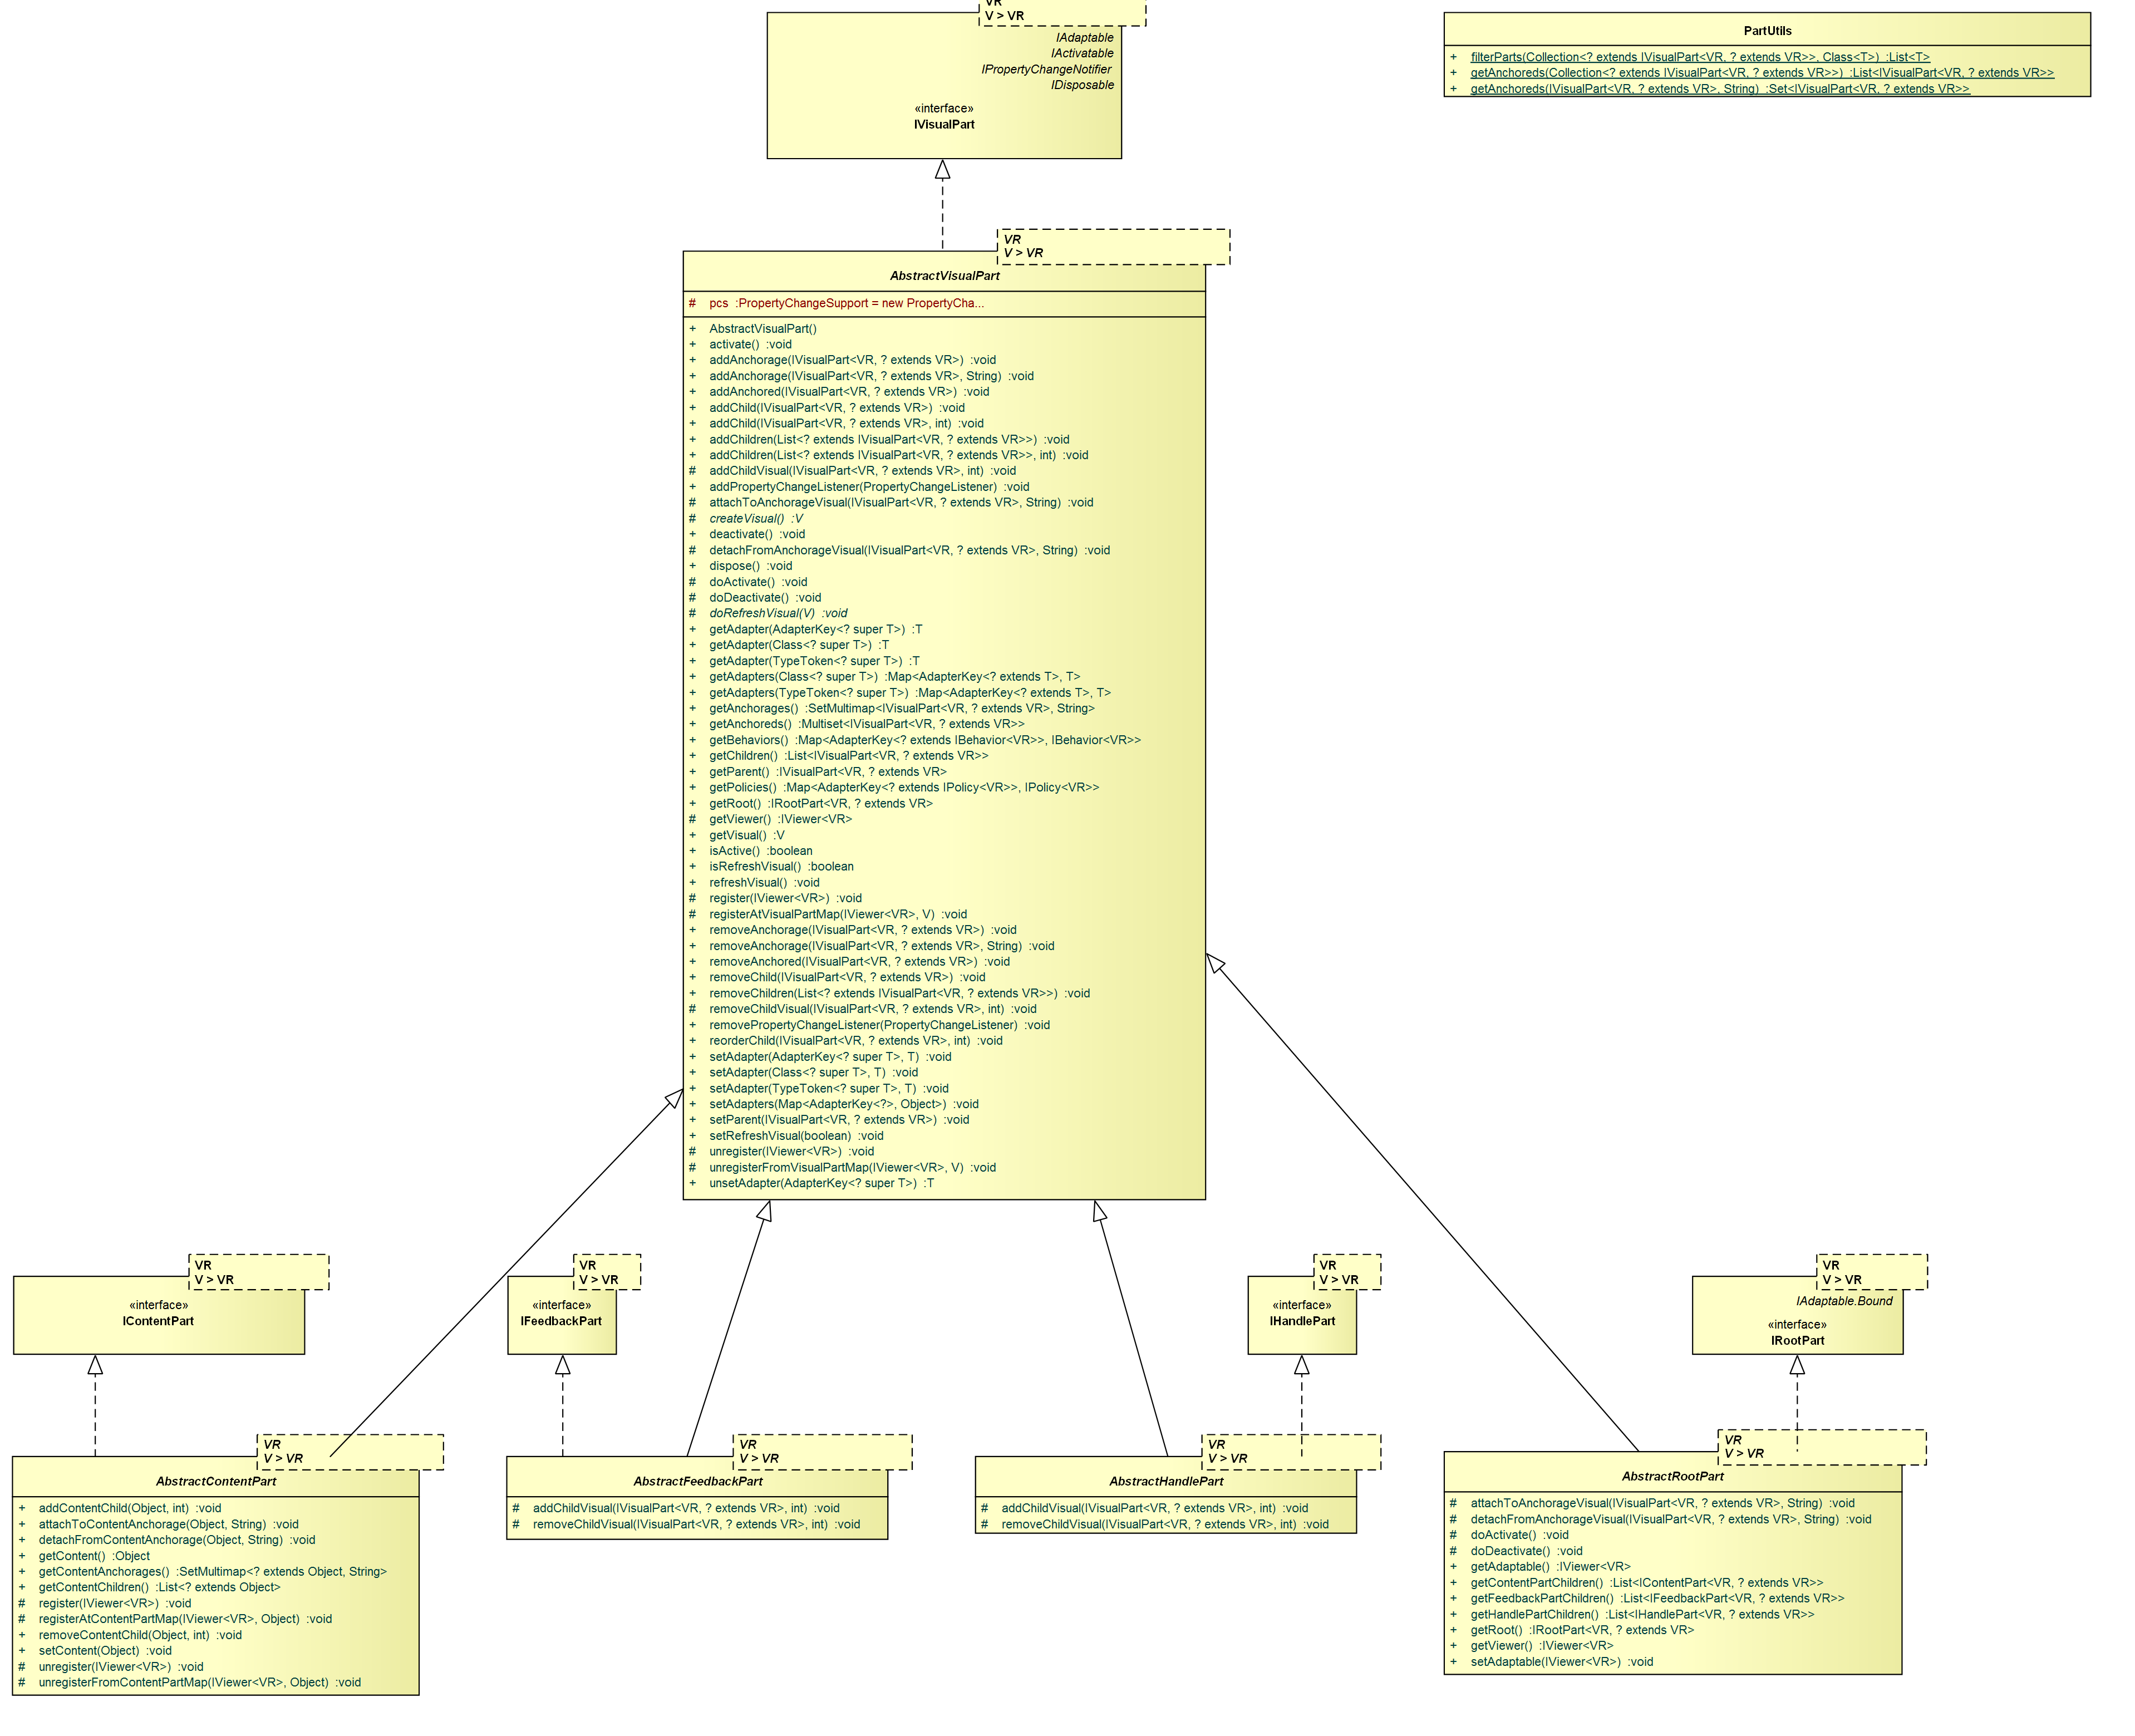 VR
V > VR
IAdaptable
IActivatable
IPropertyChangeNotifier
IDisposable
«interface»
IVisualPart
PartUtils
+ filterParts(Collection<? extends IVisualPart<VR, ? extends VR>>, Class<T>) :List<T>
+ getAnchoreds(Collection<? extends IVisualPart<VR, ? extends VR>>) :List<IVisualPart<VR, ? extends VR>>
+ getAnchoreds(IVisualPart<VR, ? extends VR>, String) :Set<IVisualPart<VR, ? extends VR>>
VR
V > VR
AbstractVisualPart
# pcs :PropertyChangeSupport = new PropertyCha...
+ AbstractVisualPart()
+ activate() :void
+ addAnchorage(IVisualPart<VR, ? extends VR>) :void
+ addAnchorage(IVisualPart<VR, ? extends VR>, String) :void
+ addAnchored(IVisualPart<VR, ? extends VR>) :void
+ addChild(IVisualPart<VR, ? extends VR>) :void
+ addChild(IVisualPart<VR, ? extends VR>, int) :void
+ addChildren(List<? extends IVisualPart<VR, ? extends VR>>) :void
+ addChildren(List<? extends IVisualPart<VR, ? extends VR>>, int) :void
# addChildVisual(IVisualPart<VR, ? extends VR>, int) :void
+ addPropertyChangeListener(PropertyChangeListener) :void
# attachToAnchorageVisual(IVisualPart<VR, ? extends VR>, String) :void
# createVisual() :V
+ deactivate() :void
# detachFromAnchorageVisual(IVisualPart<VR, ? extends VR>, String) :void
+ dispose() :void
# doActivate() :void
# doDeactivate() :void
# doRefreshVisual(V) :void
+ getAdapter(AdapterKey<? super T>) :T
+ getAdapter(Class<? super T>) :T
+ getAdapter(TypeToken<? super T>) :T
+ getAdapters(Class<? super T>) :Map<AdapterKey<? extends T>, T>
+ getAdapters(TypeToken<? super T>) :Map<AdapterKey<? extends T>, T>
+ getAnchorages() :SetMultimap<IVisualPart<VR, ? extends VR>, String>
+ getAnchoreds() :Multiset<IVisualPart<VR, ? extends VR>>
+ getBehaviors() :Map<AdapterKey<? extends IBehavior<VR>>, IBehavior<VR>>
+ getChildren() :List<IVisualPart<VR, ? extends VR>>
+ getParent() :IVisualPart<VR, ? extends VR>
+ getPolicies() :Map<AdapterKey<? extends IPolicy<VR>>, IPolicy<VR>>
+ getRoot() :IRootPart<VR, ? extends VR>
# getViewer() :IViewer<VR>
+ getVisual() :V
+ isActive() :boolean
+ isRefreshVisual() :boolean
+ refreshVisual() :void
# register(IViewer<VR>) :void
# registerAtVisualPartMap(IViewer<VR>, V) :void
+ removeAnchorage(IVisualPart<VR, ? extends VR>) :void
+ removeAnchorage(IVisualPart<VR, ? extends VR>, String) :void
+ removeAnchored(IVisualPart<VR, ? extends VR>) :void
+ removeChild(IVisualPart<VR, ? extends VR>) :void
+ removeChildren(List<? extends IVisualPart<VR, ? extends VR>>) :void
# removeChildVisual(IVisualPart<VR, ? extends VR>, int) :void
+ removePropertyChangeListener(PropertyChangeListener) :void
+ reorderChild(IVisualPart<VR, ? extends VR>, int) :void
+ setAdapter(AdapterKey<? super T>, T) :void
+ setAdapter(Class<? super T>, T) :void
+ setAdapter(TypeToken<? super T>, T) :void
+ setAdapters(Map<AdapterKey<?>, Object>) :void
+ setParent(IVisualPart<VR, ? extends VR>) :void
+ setRefreshVisual(boolean) :void
# unregister(IViewer<VR>) :void
# unregisterFromVisualPartMap(IViewer<VR>, V) :void
+ unsetAdapter(AdapterKey<? super T>) :T
VR
V > VR
«interface»
IContentPart
VR
V > VR
«interface»
IFeedbackPart
VR
V > VR
«interface»
IHandlePart
VR
V > VR
IAdaptable.Bound
«interface»
IRootPart
VR
V > VR
AbstractContentPart
+ addContentChild(Object, int) :void
+ attachToContentAnchorage(Object, String) :void
+ detachFromContentAnchorage(Object, String) :void
+ getContent() :Object
+ getContentAnchorages() :SetMultimap<? extends Object, String>
+ getContentChildren() :List<? extends Object>
# register(IViewer<VR>) :void
# registerAtContentPartMap(IViewer<VR>, Object) :void
+ removeContentChild(Object, int) :void
+ setContent(Object) :void
# unregister(IViewer<VR>) :void
# unregisterFromContentPartMap(IViewer<VR>, Object) :void
VR
V > VR
AbstractFeedbackPart
# addChildVisual(IVisualPart<VR, ? extends VR>, int) :void
# removeChildVisual(IVisualPart<VR, ? extends VR>, int) :void
VR
V > VR
AbstractHandlePart
# addChildVisual(IVisualPart<VR, ? extends VR>, int) :void
# removeChildVisual(IVisualPart<VR, ? extends VR>, int) :void
VR
V > VR
AbstractRootPart
# attachToAnchorageVisual(IVisualPart<VR, ? extends VR>, String) :void
# detachFromAnchorageVisual(IVisualPart<VR, ? extends VR>, String) :void
# doActivate() :void
# doDeactivate() :void
+ getAdaptable() :IViewer<VR>
+ getContentPartChildren() :List<IContentPart<VR, ? extends VR>>
+ getFeedbackPartChildren() :List<IFeedbackPart<VR, ? extends VR>>
+ getHandlePartChildren() :List<IHandlePart<VR, ? extends VR>>
+ getRoot() :IRootPart<VR, ? extends VR>
+ getViewer() :IViewer<VR>
+ setAdaptable(IViewer<VR>) :void